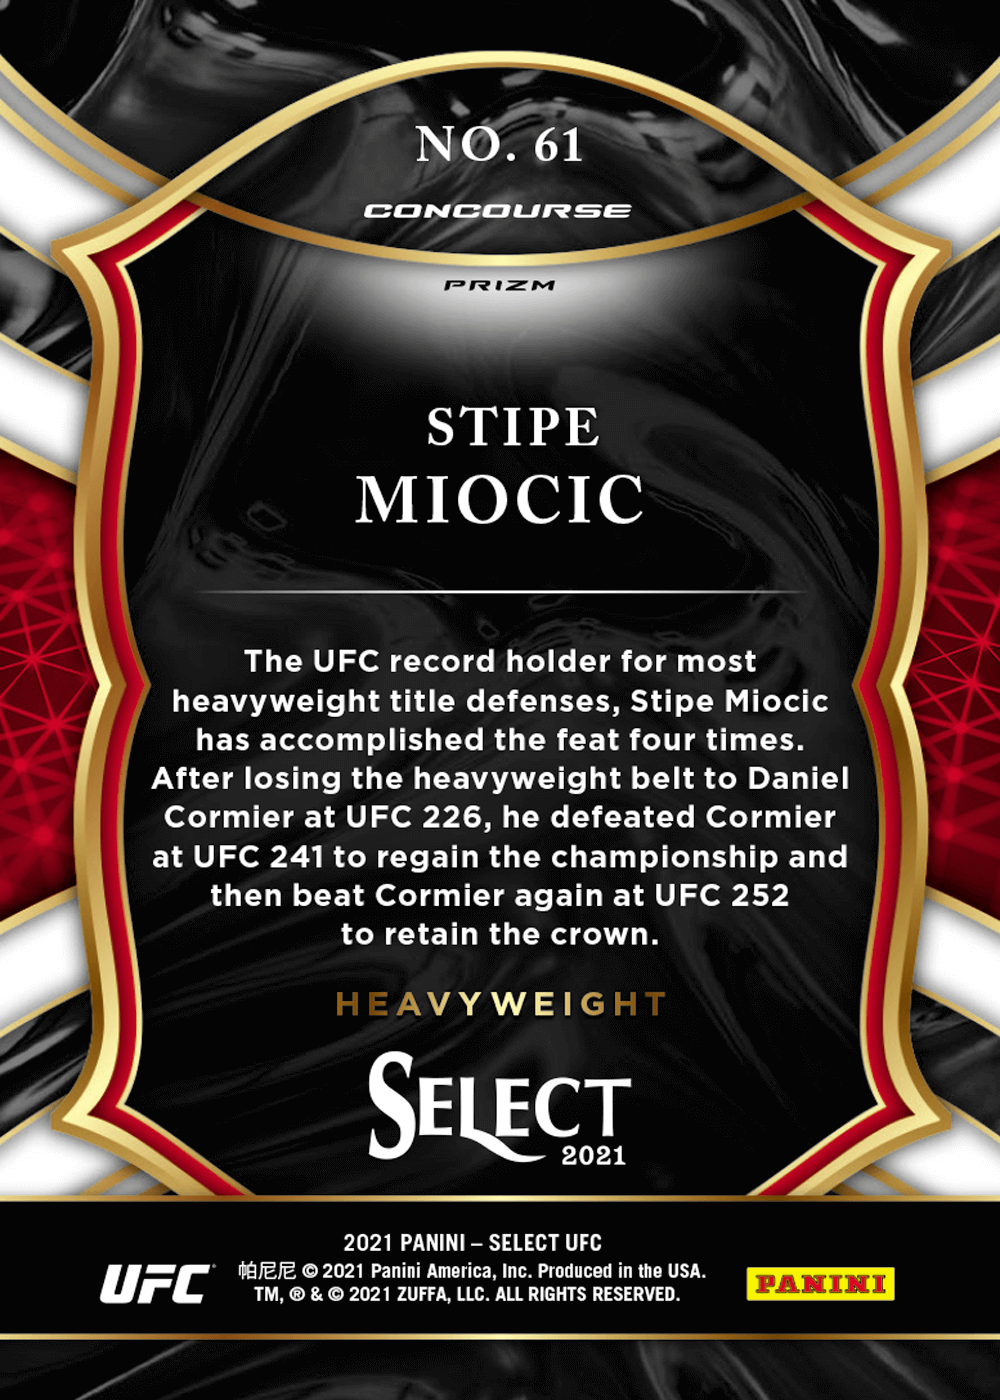 NO. 61
CONCOURSE
PRIZM
STIPE
MIOCIC
The UFC record holder for most
heavyweight title defenses, Stipe Miocic
has accomplished the feat four times.
After losing the heavyweight belt to Daniel
Cormier at UFC 226, he defeated Cormier
at UFC 241 to regain the championship and
then beat Cormier again at UFC 252
to retain the crown.
HEAVYWEIGHT
SELECT
2021
2021 PANINI – SELECT UFC
帕尼尼 © 2021 Panini America, Inc. Produced in the USA.
TM, ® & © 2021 ZUFFA, LLC. ALL RIGHTS RESERVED.
UFC
PANINI